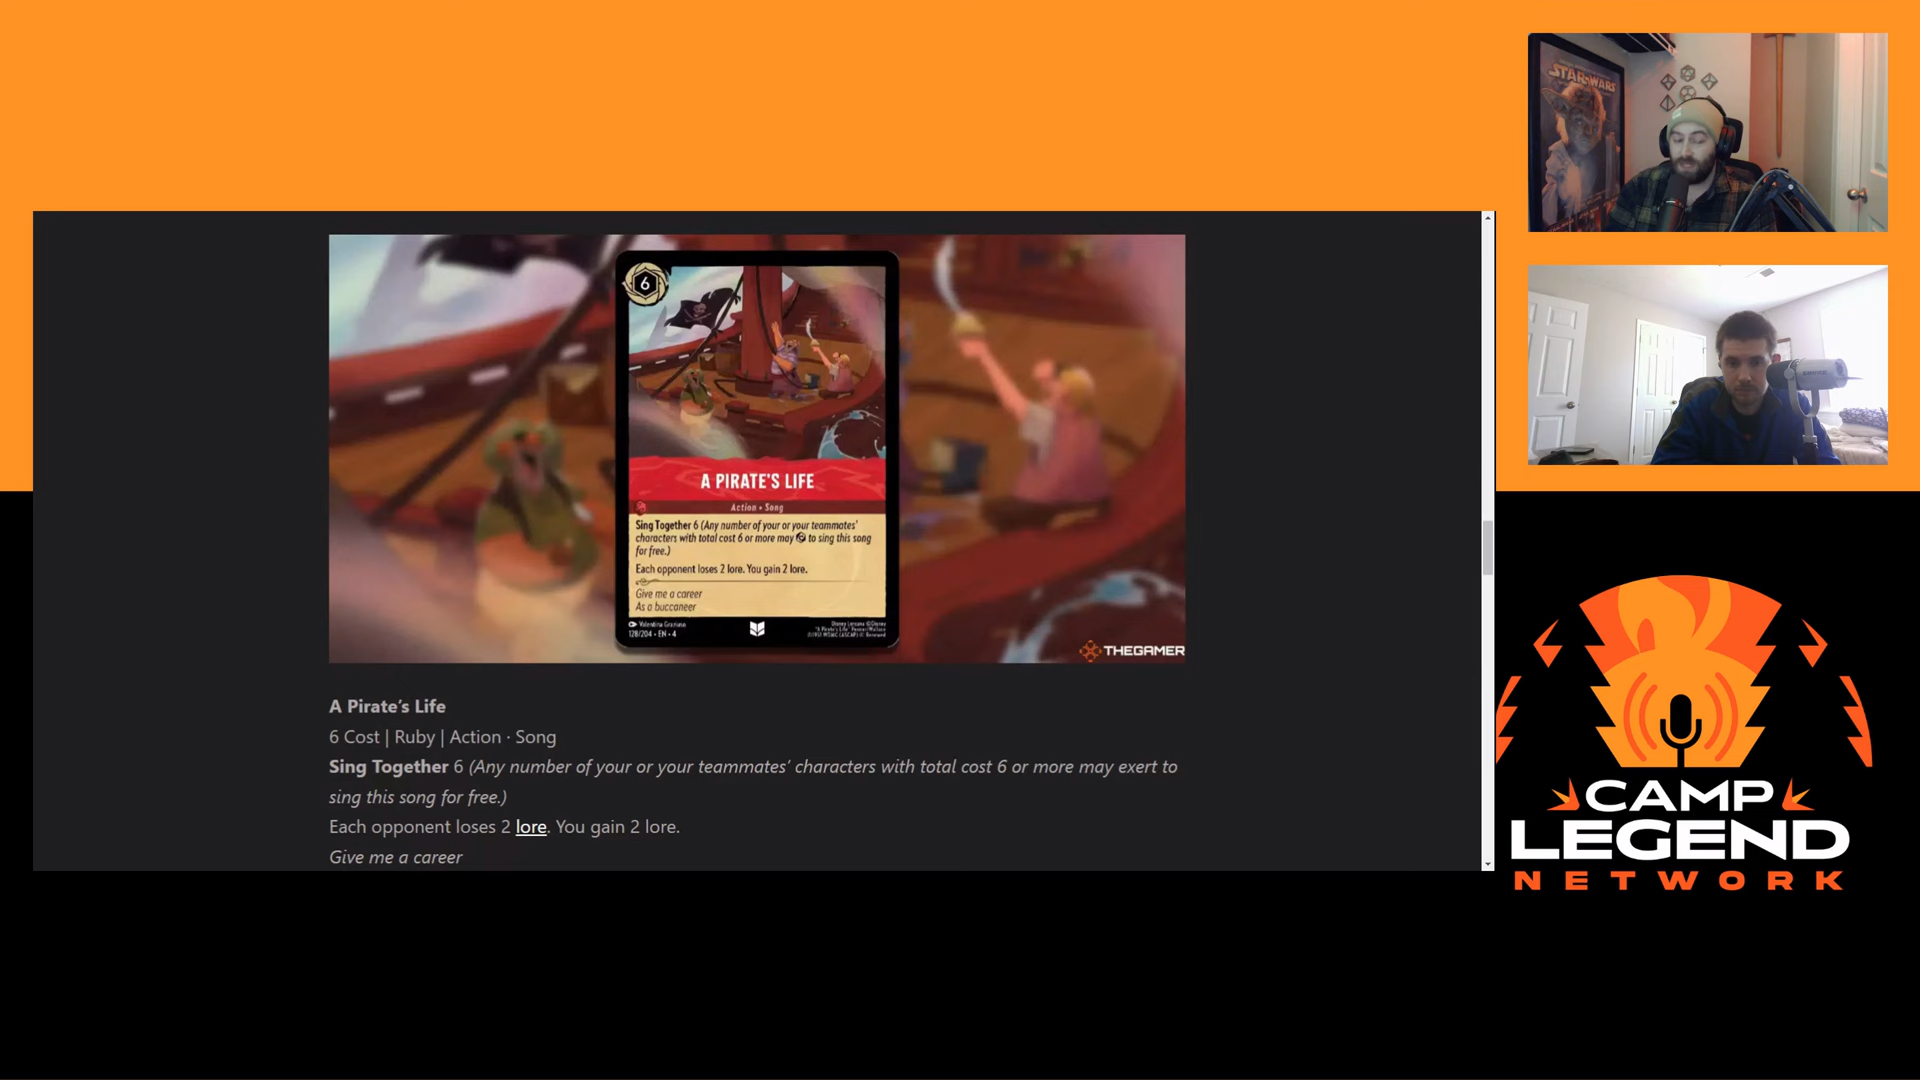 STAR WARS
6
A PIRATE'S LIFE
Action • Song
Sing Together 6 (Any number of your or your teammates'
characters with total cost 6 or more may to sing this song
for free.)
Each opponent loses 2 lore. You gain 2 lore.
Give me a career
As a buccaneer
128/204 • EN • 4
THEGAMER
A Pirate’s Life
6 Cost | Ruby | Action · Song
Sing Together 6 (Any number of your or your teammates’ characters with total cost 6 or more may exert to
sing this song for free.)
Each opponent loses 2 lore. You gain 2 lore.
Give me a career
CAMP
LEGEND
NETWORK